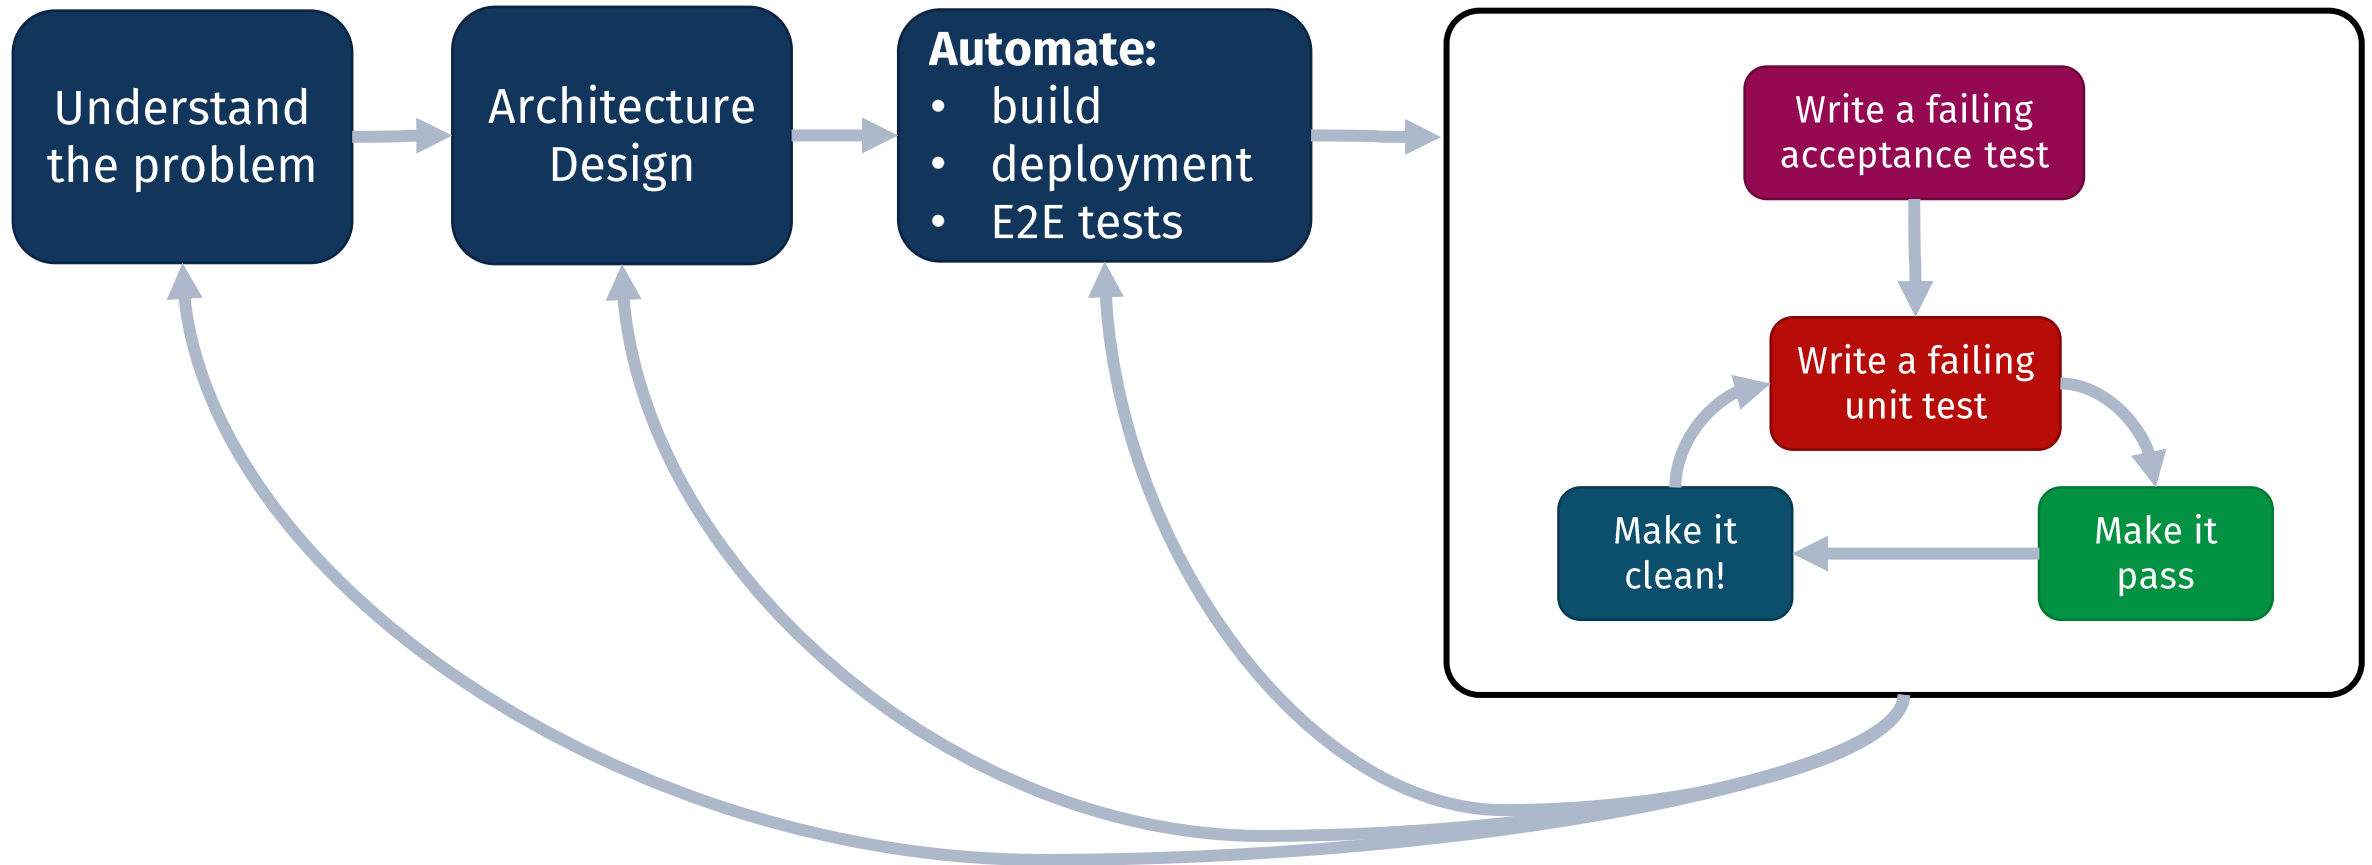 Understand
the problem
Architecture
Design
Automate:
• build
• deployment
• E2E tests
Write a failing
acceptance test
Write a failing
unit test
Make it
clean!
Make it
pass